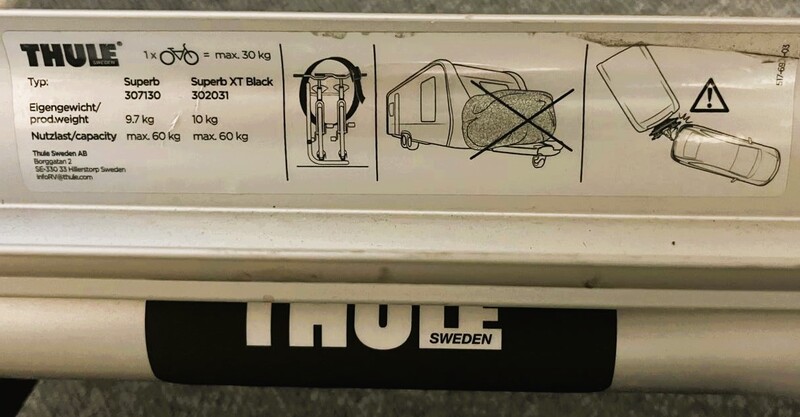 THULE®
SWEDEN
1 x = max. 30 kg
Typ: Superb Superb XT Black
307130 302031
Eigengewicht/
prod.weight 9.7 kg 10 kg
Nutzlast/capacity max. 60 kg max. 60 kg
Thule Sweden AB
Borggatan 2
SE-330 33 Hillerstorp Sweden
infoRV@thule.com
THULE
SWEDEN